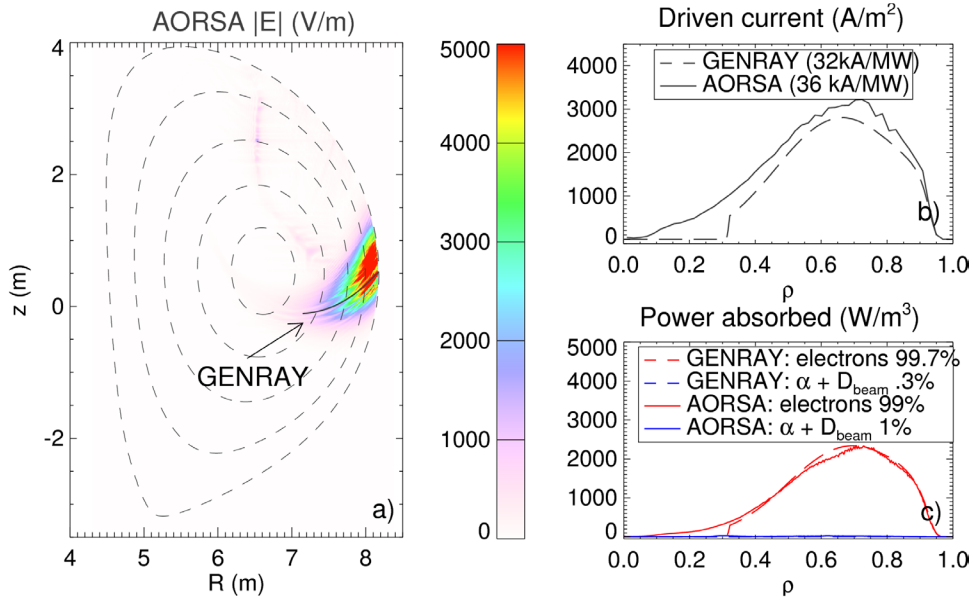 AORSA |E| (V/m)
4
2
0
-2
z (m)
4
5
6
7
8
R (m)
GENRAY
a)
5000
4000
3000
2000
1000
0
Driven current (A/m²)
GENRAY (32kA/MW)
AORSA (36 kA/MW)
4000
3000
2000
1000
0
b)
0.0 0.2 0.4 0.6 0.8 1.0
ρ
Power absorbed (W/m³)
GENRAY: electrons 99.7%
GENRAY: α + D_beam .3%
AORSA: electrons 99%
AORSA: α + D_beam 1%
5000
4000
3000
2000
1000
0
c)
0.0 0.2 0.4 0.6 0.8 1.0
ρ